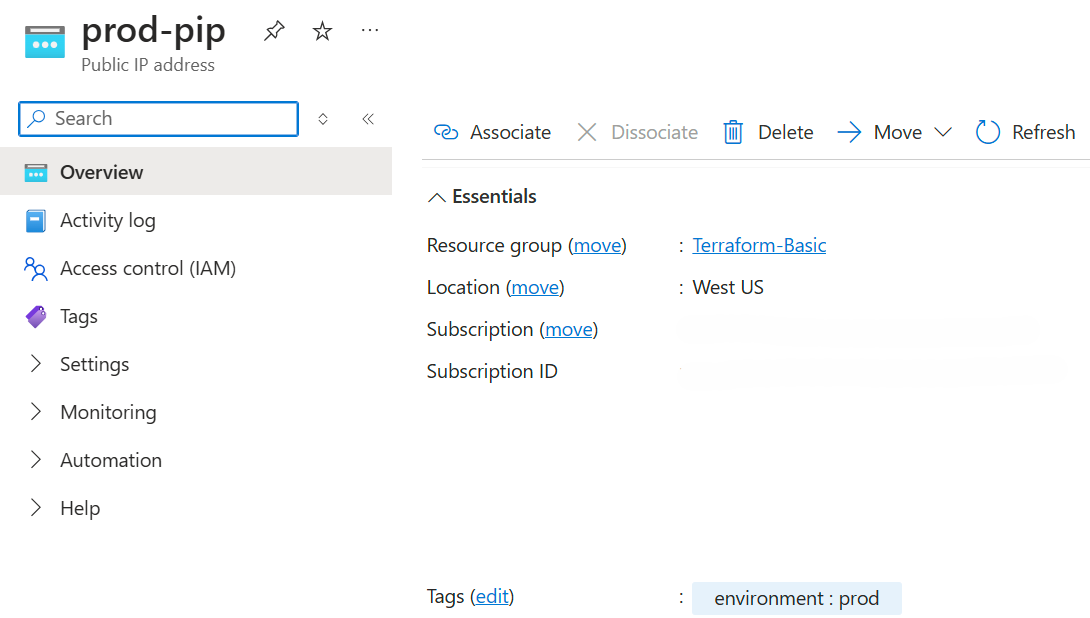 prod-pip
Public IP address
Search
Overview
Activity log
Access control (IAM)
Tags
Settings
Monitoring
Automation
Help
Associate Dissociate Delete Move Refresh
Essentials
Resource group (move) : Terraform-Basic
Location (move) : West US
Subscription (move)
Subscription ID
Tags (edit) : environment : prod